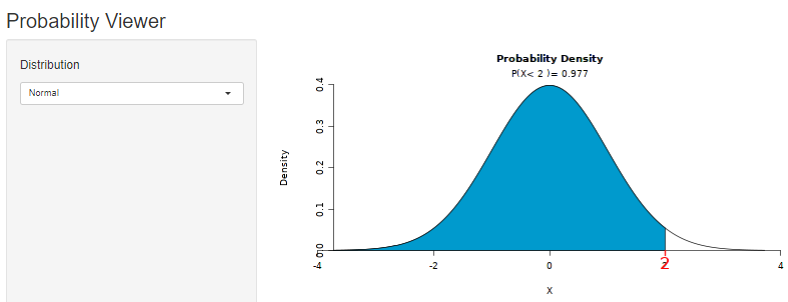 Probability Viewer
Distribution
Normal
Probability Density
P(X< 2 )= 0.977
Density
0.4
0.3
0.2
0.1
0.0
-4
-2
0
2
4
X